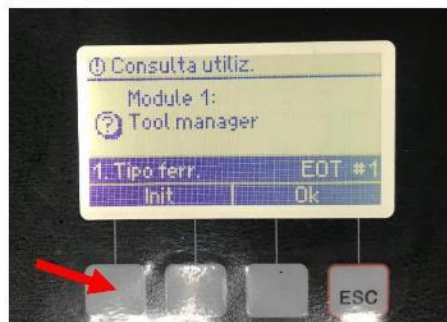 Consulta utiliz.
Module 1:
Tool manager
1. Tipo ferr. EOT #1
Init Ok
ESC